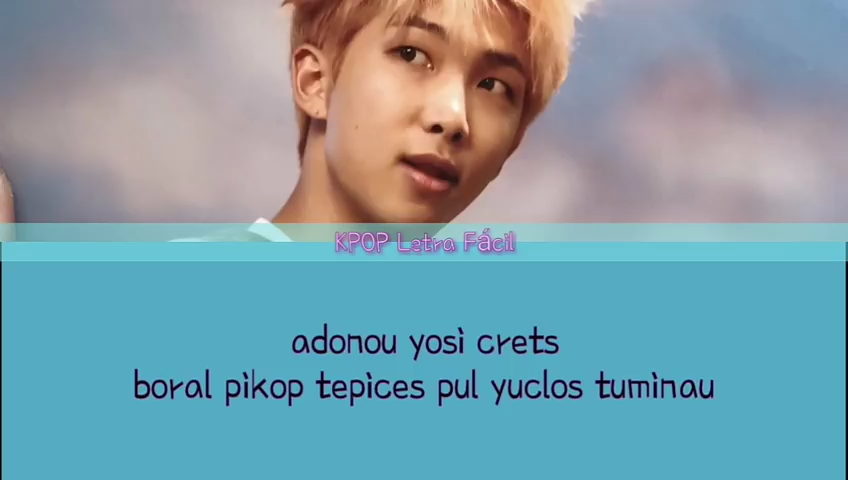 KPOP Letra Fácil
adonou yosi crets
boral pikop tepices pul yuclos tuminau